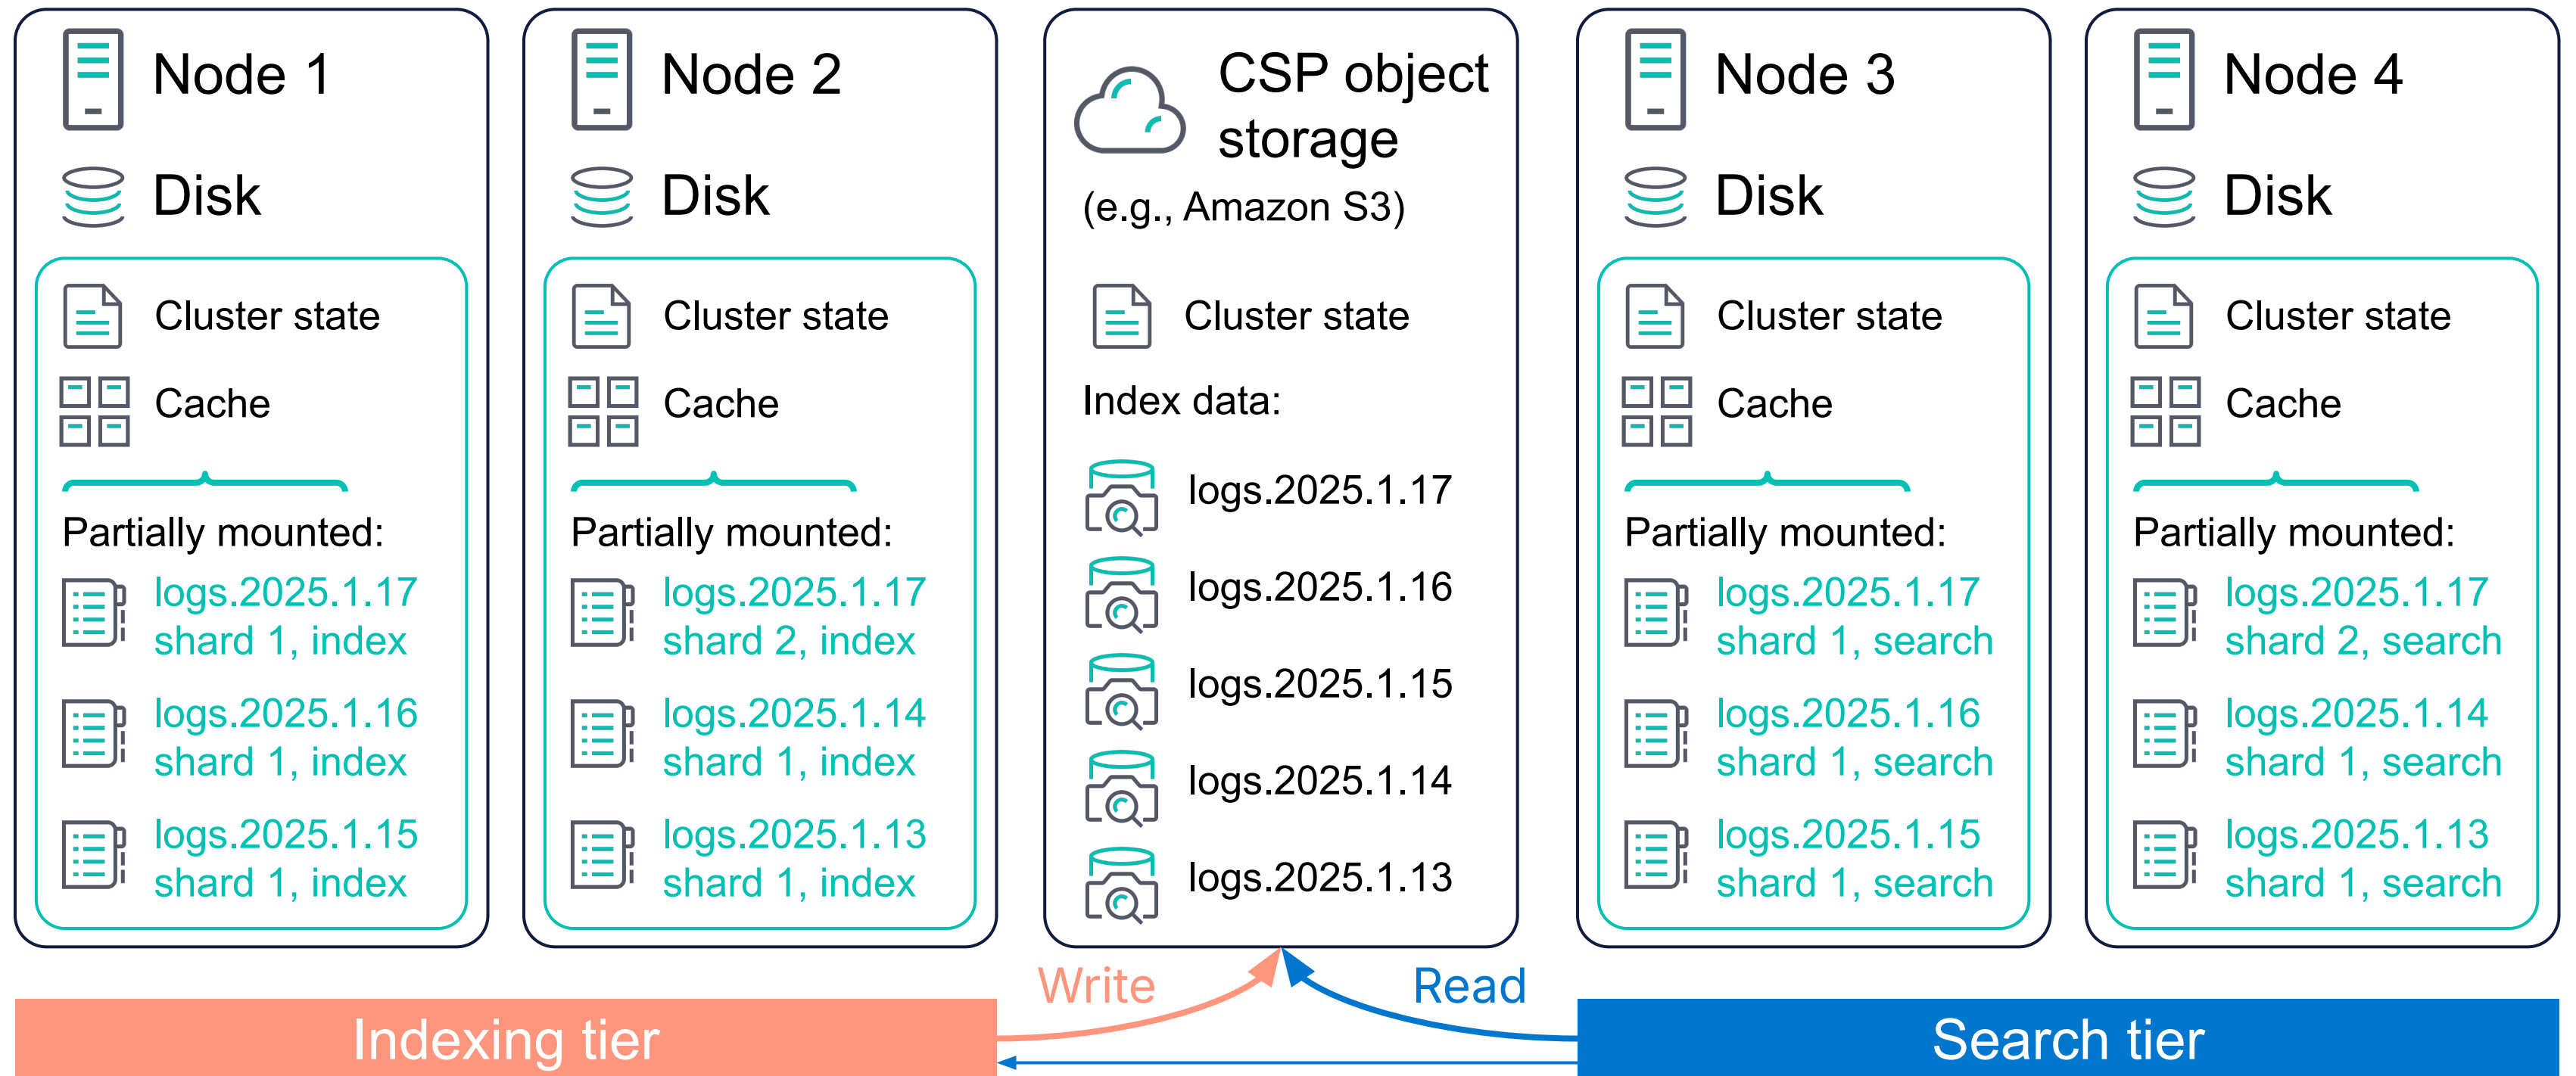 Node 1
Disk
Cluster state
Cache
Partially mounted:
logs.2025.1.17
shard 1, index
logs.2025.1.16
shard 1, index
logs.2025.1.15
shard 1, index
Node 2
Disk
Cluster state
Cache
Partially mounted:
logs.2025.1.17
shard 2, index
logs.2025.1.14
shard 1, index
logs.2025.1.13
shard 1, index
CSP object
storage
(e.g., Amazon S3)
Cluster state
Index data:
logs.2025.1.17
logs.2025.1.16
logs.2025.1.15
logs.2025.1.14
logs.2025.1.13
Node 3
Disk
Cluster state
Cache
Partially mounted:
logs.2025.1.17
shard 1, search
logs.2025.1.16
shard 1, search
logs.2025.1.15
shard 1, search
Node 4
Disk
Cluster state
Cache
Partially mounted:
logs.2025.1.17
shard 2, search
logs.2025.1.14
shard 1, search
logs.2025.1.13
shard 1, search
Write
Read
Indexing tier
Search tier